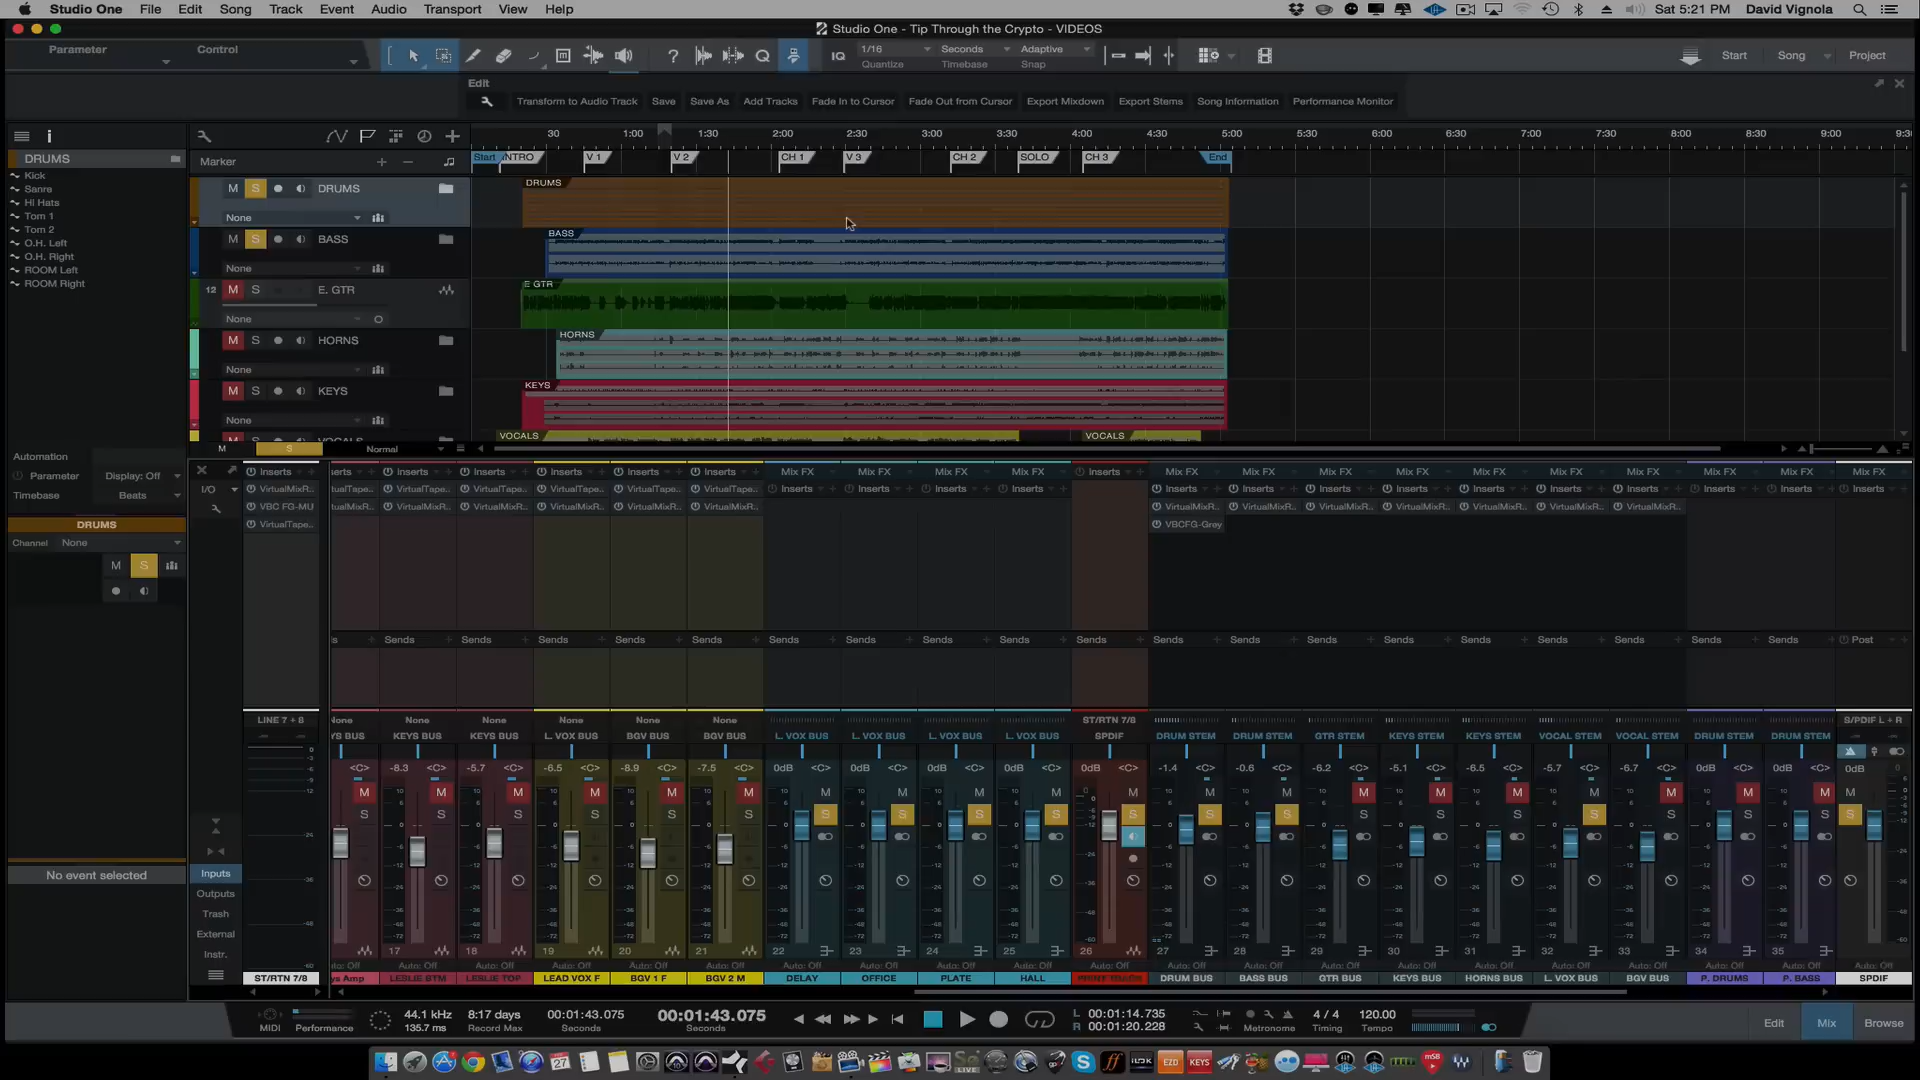 Studio One File Edit Song Track Event Audio Transport View Help Sat 5:21 PM David Vignola
Studio One - Tip Through the Crypto - VIDEOS
Parameter Control
IQ 1/16 Seconds Adaptive
Quantize Timebase Snap
Start Song Project
Edit
Transform to Audio Track Save Save As Add Tracks Fade In to Cursor Fade Out from Cursor Export Mixdown Export Stems Song Information Performance Monitor
30 1:00 1:30 2:00 2:30 3:00 3:30 4:00 4:30 5:00 5:30 6:00 6:30 7:00 7:30 8:00 8:30 9:00 9:30
Marker
Start INTRO V 1 V 2 CH 1 V 3 CH 2 SOLO CH 3 End
DRUMS
Kick
Sanre
Hi Hats
Tom 1
Tom 2
O.H. Left
O.H. Right
ROOM Left
ROOM Right
M S DRUMS
None
M S BASS
None
12 M S E. GTR
None
M S HORNS
None
M S KEYS
None
VOCALS
DRUMS
BASS
E GTR
HORNS
KEYS
VOCALS VOCALS
M S Normal
Automation
Parameter Display: Off
Timebase Beats
DRUMS
Channel None
M S
No event selected
I/O
Inputs
Outputs
Trash
External
Instr.
Inserts Inserts Inserts Inserts Inserts Inserts Mix FX Mix FX Mix FX Mix FX Inserts Mix FX Mix FX Mix FX Mix FX Mix FX Mix FX Mix FX Mix FX Mix FX Mix FX
VirtualMixR.. VirtualTape.. VirtualTape.. VirtualTape.. VirtualTape.. VirtualTape.. Inserts Inserts Inserts Inserts Inserts Inserts Inserts Inserts Inserts Inserts Inserts Inserts Inserts Inserts
VBC FG-MU VirtualMixR.. VirtualMixR.. VirtualMixR.. VirtualMixR.. VirtualMixR.. VirtualMixR.. VirtualMixR.. VirtualMixR.. VirtualMixR.. VirtualMixR.. VirtualMixR.. VirtualMixR..
VirtualTape.. VBCFG-Grey
Sends Sends Sends Sends Sends Sends Sends Sends Sends Sends Sends Sends Sends Sends Sends Sends Sends Sends Sends Post
LINE 7 + 8 None None None None None None ST/RTN 7/8 S/PDIF L + R
KEYS BUS KEYS BUS L. VOX BUS BGV BUS BGV BUS L. VOX BUS L. VOX BUS L. VOX BUS L. VOX BUS SPDIF DRUM STEM DRUM STEM GTR STEM KEYS STEM KEYS STEM VOCAL STEM VOCAL STEM DRUM STEM DRUM STEM
<C> -8.3 <C> -5.7 <C> -6.5 <C> -8.9 <C> -7.5 <C> 0dB <C> 0dB <C> 0dB <C> 0dB <C> 0dB <C> -1.4 <C> -0.6 <C> -6.2 <C> -5.1 <C> -6.5 <C> -5.7 <C> -6.7 <C> 0dB <C> 0dB <C> 0dB
17 18 19 20 21 22 23 24 25 26 27 28 29 30 31 32 33 34 35
Auto: Off Auto: Off Auto: Off Auto: Off Auto: Off Auto: Off Auto: Off Auto: Off Auto: Off Auto: Off Auto: Off Auto: Off Auto: Off Auto: Off Auto: Off Auto: Off Auto: Off Auto: Off Auto: Off Auto: Off
ST/RTN 7/8 LESLIE BTM LESLIE TOP LEAD VOX F BGV 1 F BGV 2 M DELAY OFFICE PLATE HALL DRUM BUS BASS BUS GTR BUS KEYS BUS HORNS BUS L. VOX BUS BGV BUS P. DRUMS P. BASS SPDIF
MIDI Performance
44.1 kHz 8:17 days 00:01:43.075 00:01:43.075
135.7 ms Record Max Seconds Seconds
L 00:01:14.735
R 00:01:20.228
Metronome
4 / 4 120.00
Timing Tempo
Edit Mix Browse